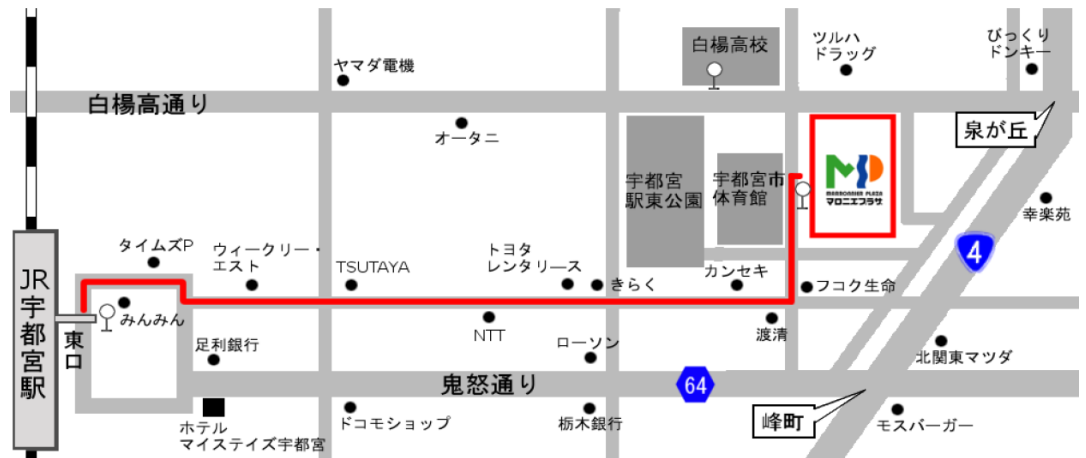 白楊高校
ツルハ
ドラッグ
びっくり
ドンキー
ヤマダ電機
白楊高通り
オータニ
泉が丘
宇都宮
駅東公園
宇都宮市
体育館
MARRONNIER PLAZA
マロニエプラザ
幸楽苑
タイムズP
ウィークリー・
エスト
TSUTAYA
トヨタ
レンタリース
きらく
カンセキ
フコク生命
4
JR宇都宮駅
東口
みんみん
足利銀行
NTT
ローソン
渡清
北関東マツダ
鬼怒通り
64
峰町
ホテル
マイステイズ宇都宮
ドコモショップ
栃木銀行
モスバーガー